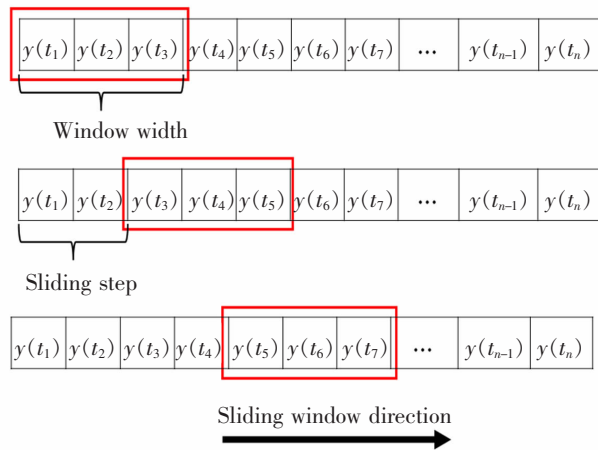 y(t₁) y(t₂) y(t₃) y(t₄) y(t₅) y(t₆) y(t₇) ... y(tₙ₋₁) y(tₙ)
Window width
y(t₁) y(t₂) y(t₃) y(t₄) y(t₅) y(t₆) y(t₇) ... y(tₙ₋₁) y(tₙ)
Sliding step
y(t₁) y(t₂) y(t₃) y(t₄) y(t₅) y(t₆) y(t₇) ... y(tₙ₋₁) y(tₙ)
Sliding window direction